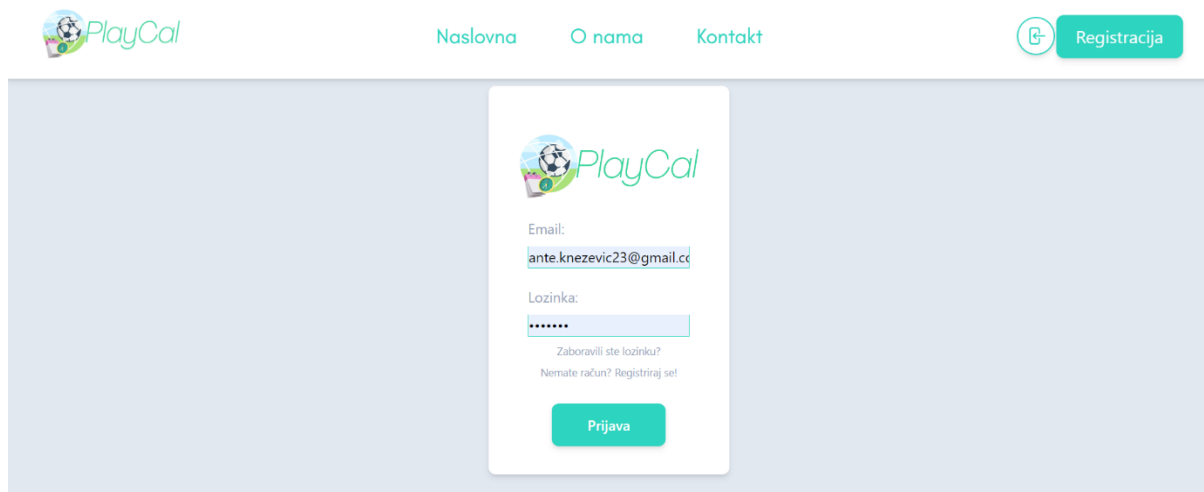 PlayCal
Naslovna
O nama
Kontakt
Registracija
PlayCal
Email:
ante.knezevic23@gmail.cc
Lozinka:
•••••••
Zaboravili ste lozinku?
Nemate račun? Registriraj se!
Prijava